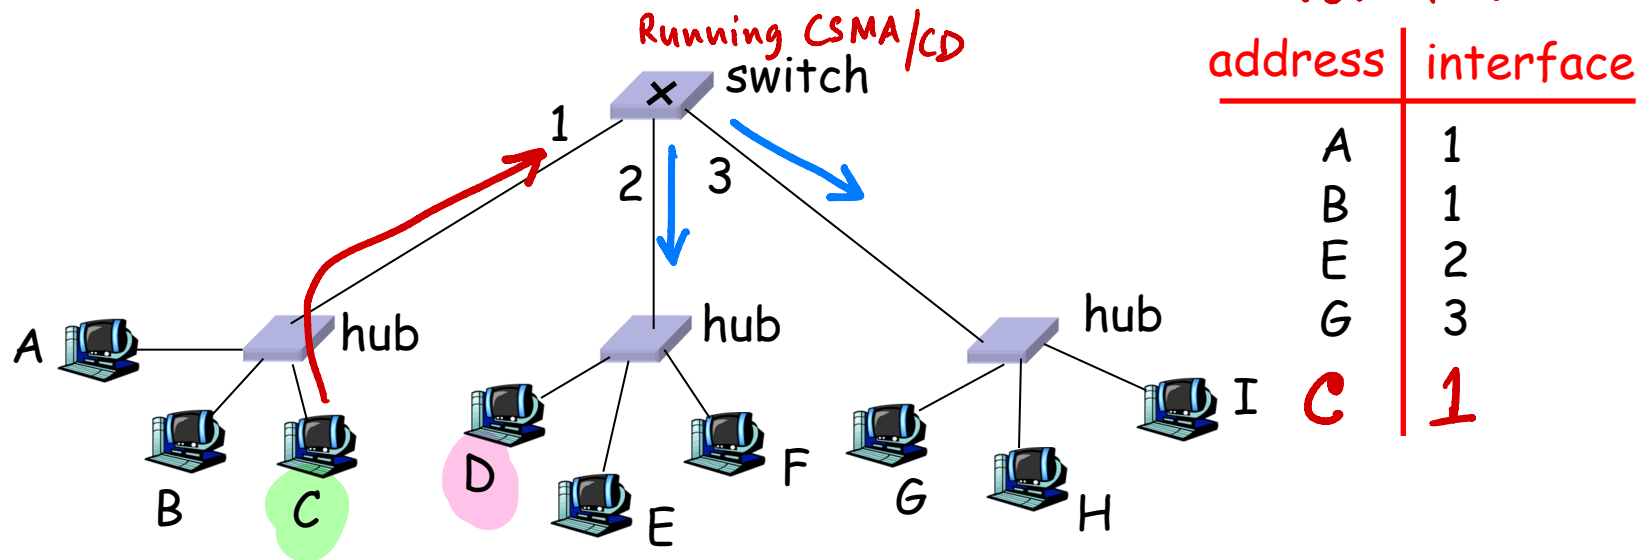 Running CSMA/CD
switch
address interface
1
2
3
A 1
B 1
E 2
G 3
C 1
A
hub
hub
hub
B
C
D
E
F
G
H
I